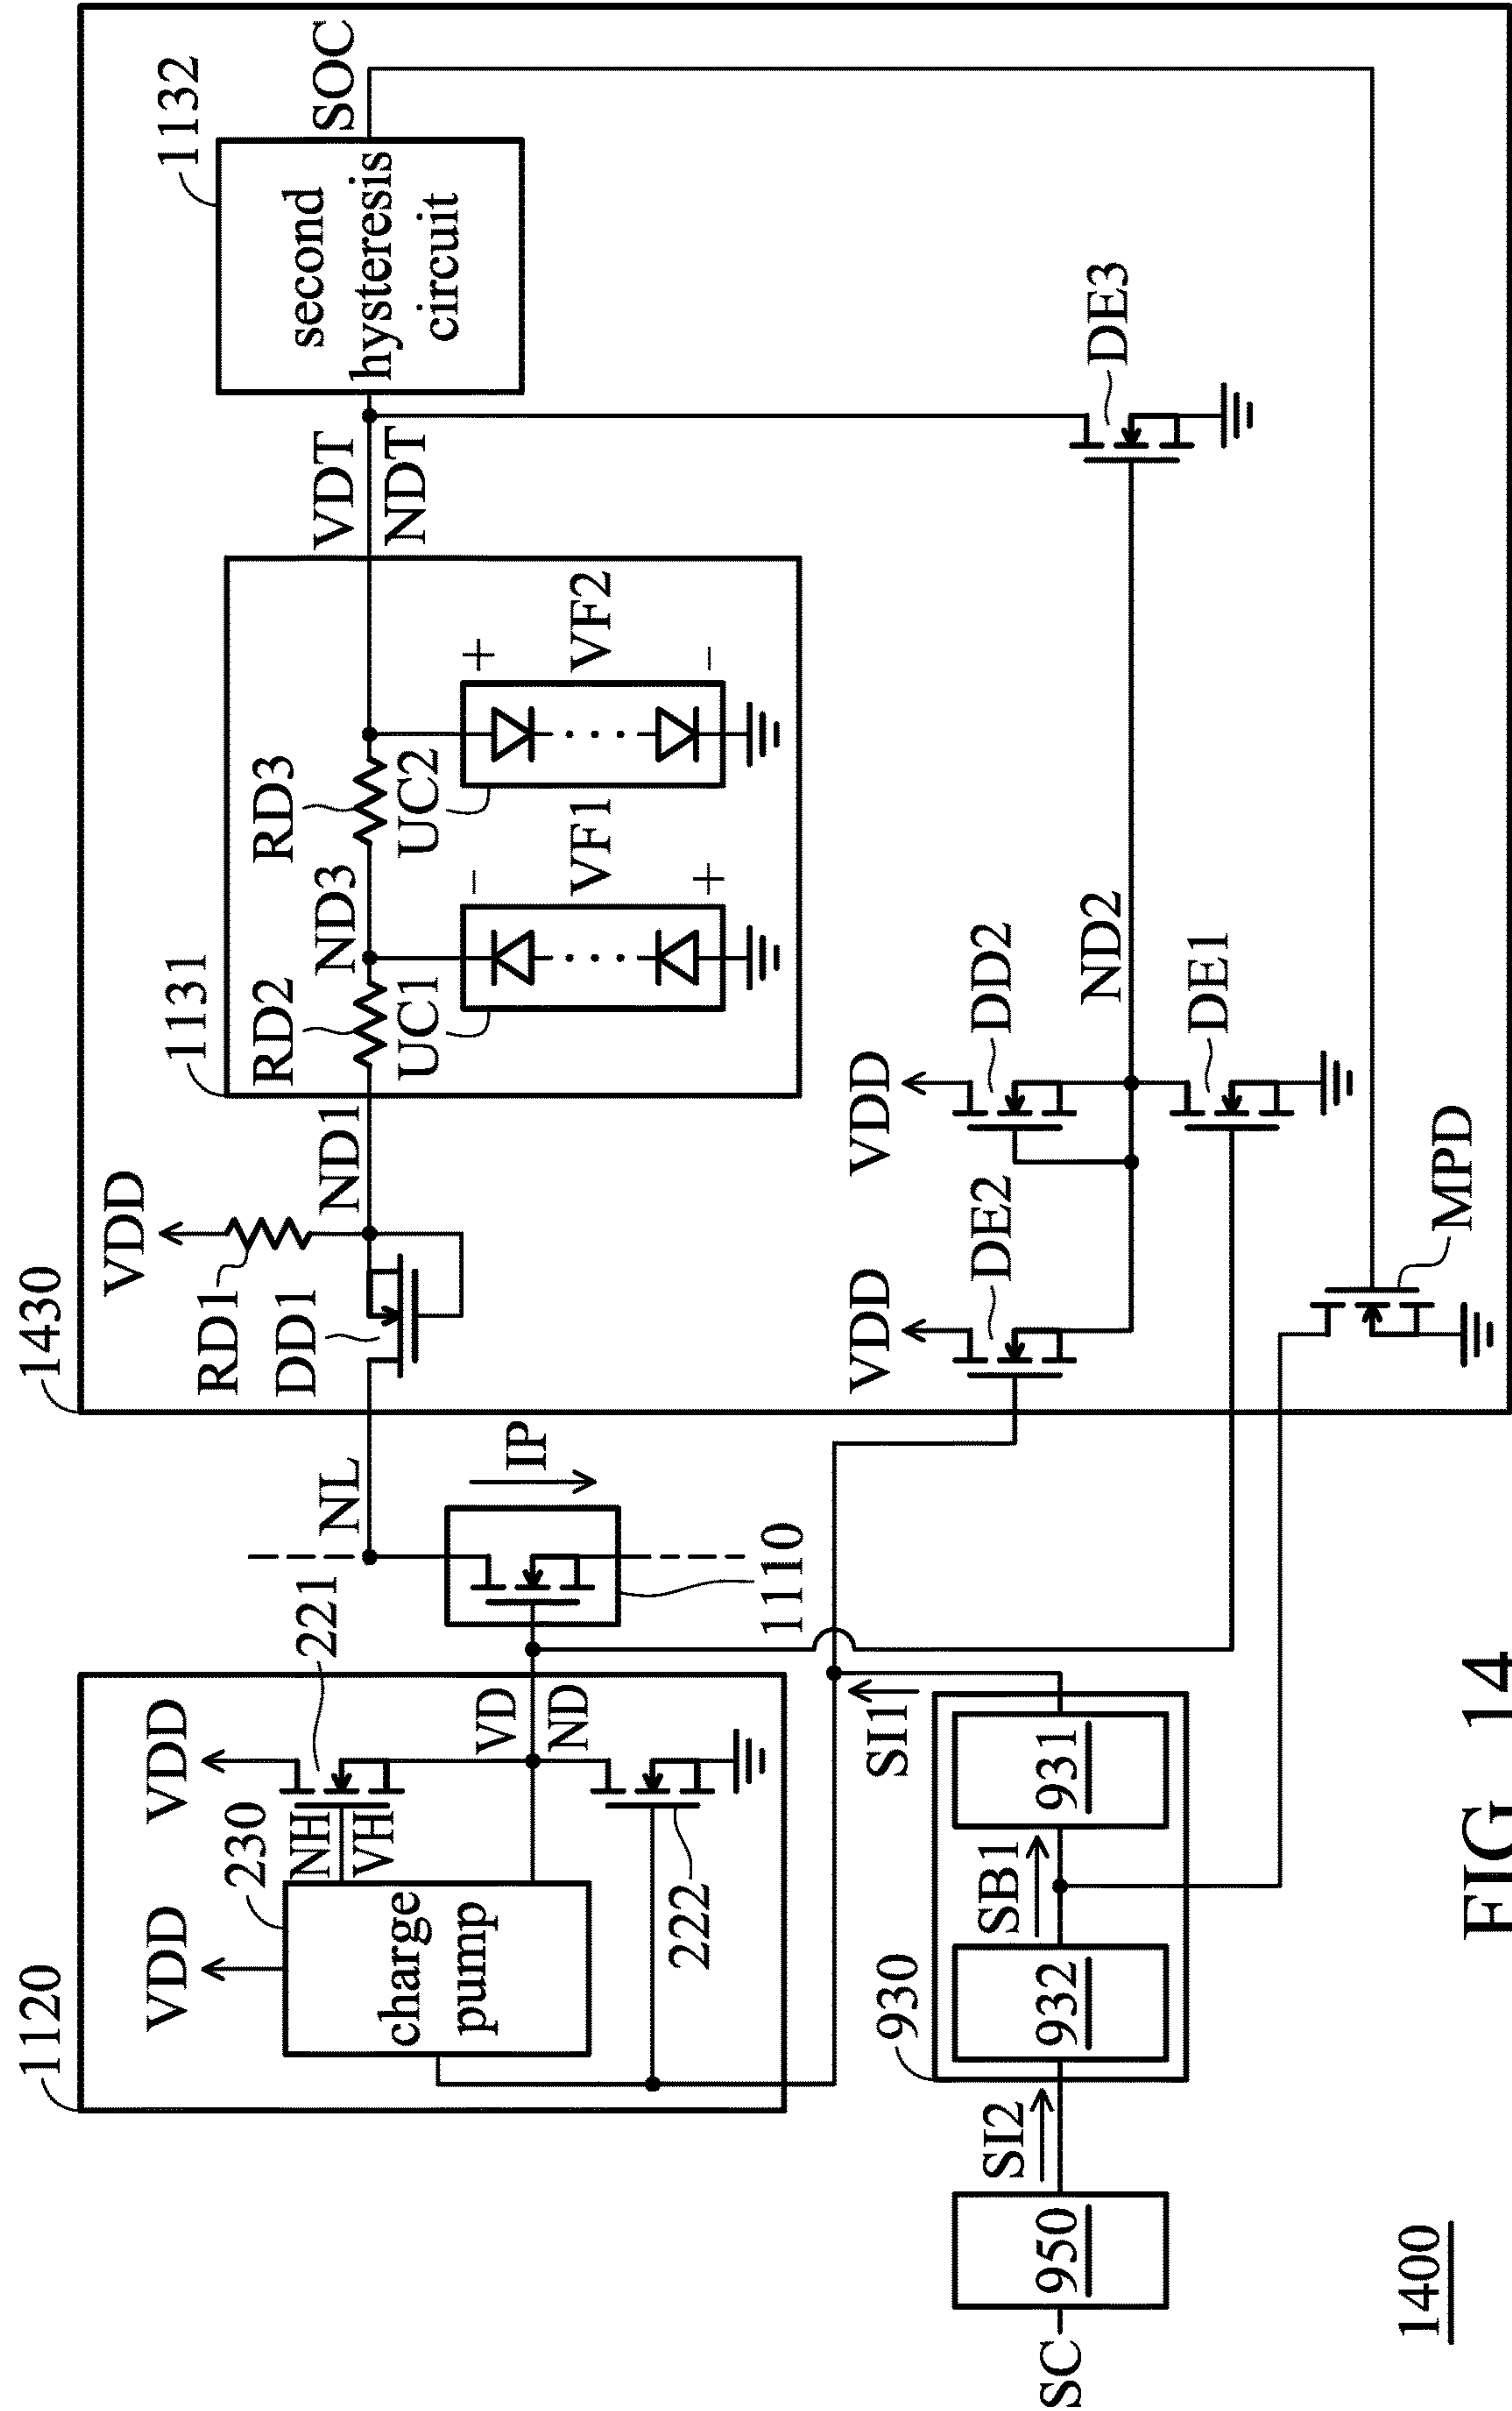 1120
VDD
230
VDD
221
charge
pump
NH
VH
VD
ND
222
NL
IP
1110
1430
VDD
RD1
DD1
ND1
1131
RD2
ND3
RD3
UC1
VF1
-
+
UC2
VF2
+
-
VDT
NDT
1132
second
hysteresis
circuit
SOC
VDD
DE2
VDD
DD2
ND2
DE1
DE3
MPD
SC
950
SI2
930
932
SB1
931
SI1
1400
FIG. 14